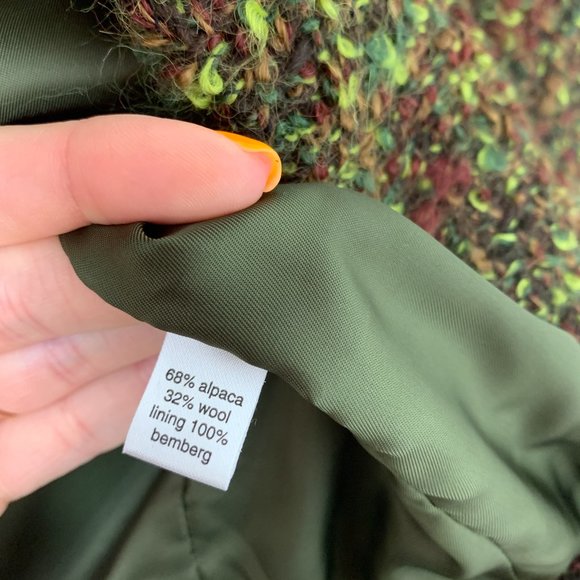 68% alpaca
32% wool
lining 100%
bemberg